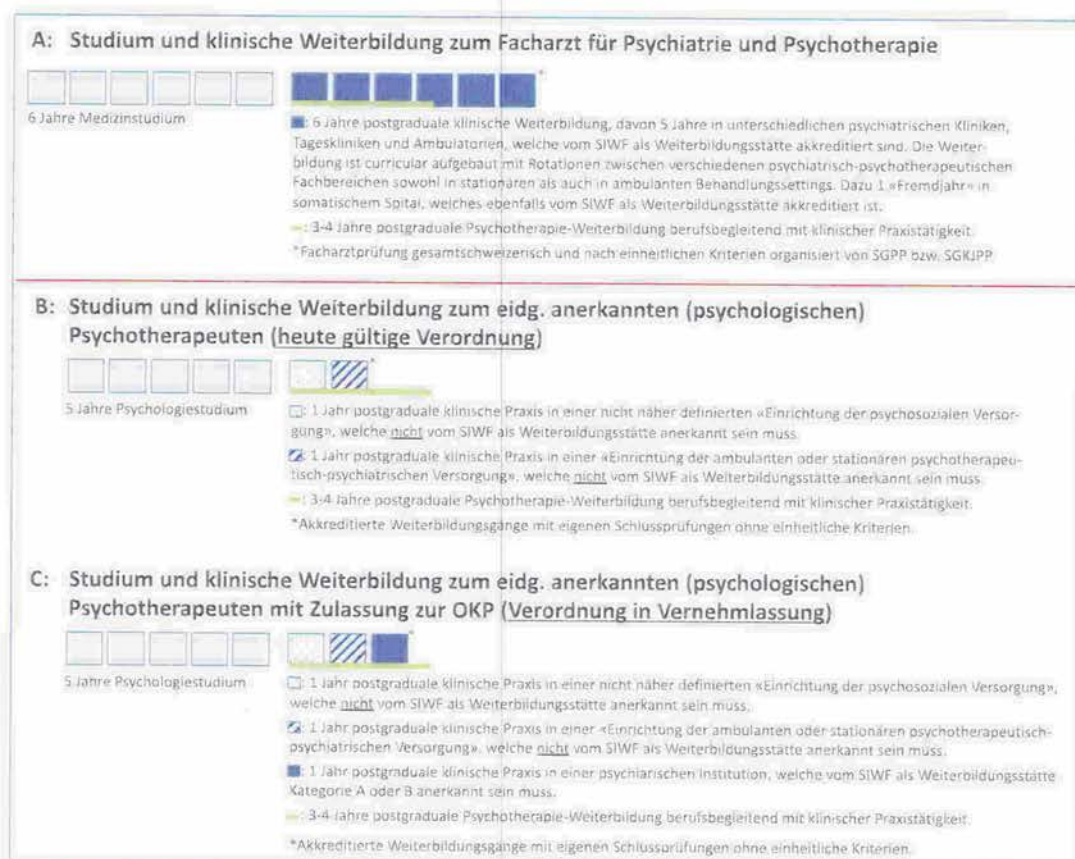 A: Studium und klinische Weiterbildung zum Facharzt für Psychiatrie und Psychotherapie
6 Jahre Medizinstudium
: 6 Jahre postgraduale klinische Weiterbildung, davon 5 Jahre in unterschiedlichen psychiatrischen Kliniken,
Tageskliniken und Ambulatorien, welche vom SIWF als Weiterbildungsstätte akkreditiert sind. Die Weiter-
bildung ist curricular aufgebaut mit Rotationen zwischen verschiedenen psychiatrisch-psychotherapeutischen
Fachbereichen sowohl in stationären als auch in ambulanten Behandlungssettings. Dazu 1 «Fremdjahr» in
somatischem Spital, welches ebenfalls vom SIWF als Weiterbildungsstätte akkreditiert ist.
: 3-4 Jahre postgraduale Psychotherapie-Weiterbildung berufsbegleitend mit klinischer Praxistätigkeit.
*Facharztprüfung gesamtschweizerisch und nach einheitlichen Kriterien organisiert von SGPP bzw. SGKJPP
B: Studium und klinische Weiterbildung zum eidg. anerkannten (psychologischen)
Psychotherapeuten (heute gültige Verordnung)
*
5 Jahre Psychologiestudium
: 1 Jahr postgraduale klinische Praxis in einer nicht näher definierten «Einrichtung der psychosozialen Versor-
gung», welche nicht vom SIWF als Weiterbildungsstätte anerkannt sein muss.
: 1 Jahr postgraduale klinische Praxis in einer «Einrichtung der ambulanten oder stationären psychotherapeu-
tisch-psychiatrischen Versorgung», welche nicht vom SIWF als Weiterbildungsstätte anerkannt sein muss.
: 3-4 Jahre postgraduale Psychotherapie-Weiterbildung berufsbegleitend mit klinischer Praxistätigkeit.
*Akkreditierte Weiterbildungsgänge mit eigenen Schlussprüfungen ohne einheitliche Kriterien.
C: Studium und klinische Weiterbildung zum eidg. anerkannten (psychologischen)
Psychotherapeuten mit Zulassung zur OKP (Verordnung in Vernehmlassung)
*
5 Jahre Psychologiestudium
: 1 Jahr postgraduale klinische Praxis in einer nicht näher definierten «Einrichtung der psychosozialen Versorgung»,
welche nicht vom SIWF als Weiterbildungsstätte anerkannt sein muss.
: 1 Jahr postgraduale klinische Praxis in einer «Einrichtung der ambulanten oder stationären psychotherapeutisch-
psychiatrischen Versorgung», welche nicht vom SIWF als Weiterbildungsstätte anerkannt sein muss.
: 1 Jahr postgraduale klinische Praxis in einer psychiarischen Institution, welche vom SIWF als Weiterbildungsstätte
Kategorie A oder B anerkannt sein muss.
: 3-4 Jahre postgraduale Psychotherapie-Weiterbildung berufsbegleitend mit klinischer Praxistätigkeit.
*Akkreditierte Weiterbildungsgänge mit eigenen Schlussprüfungen ohne einheitliche Kriterien.